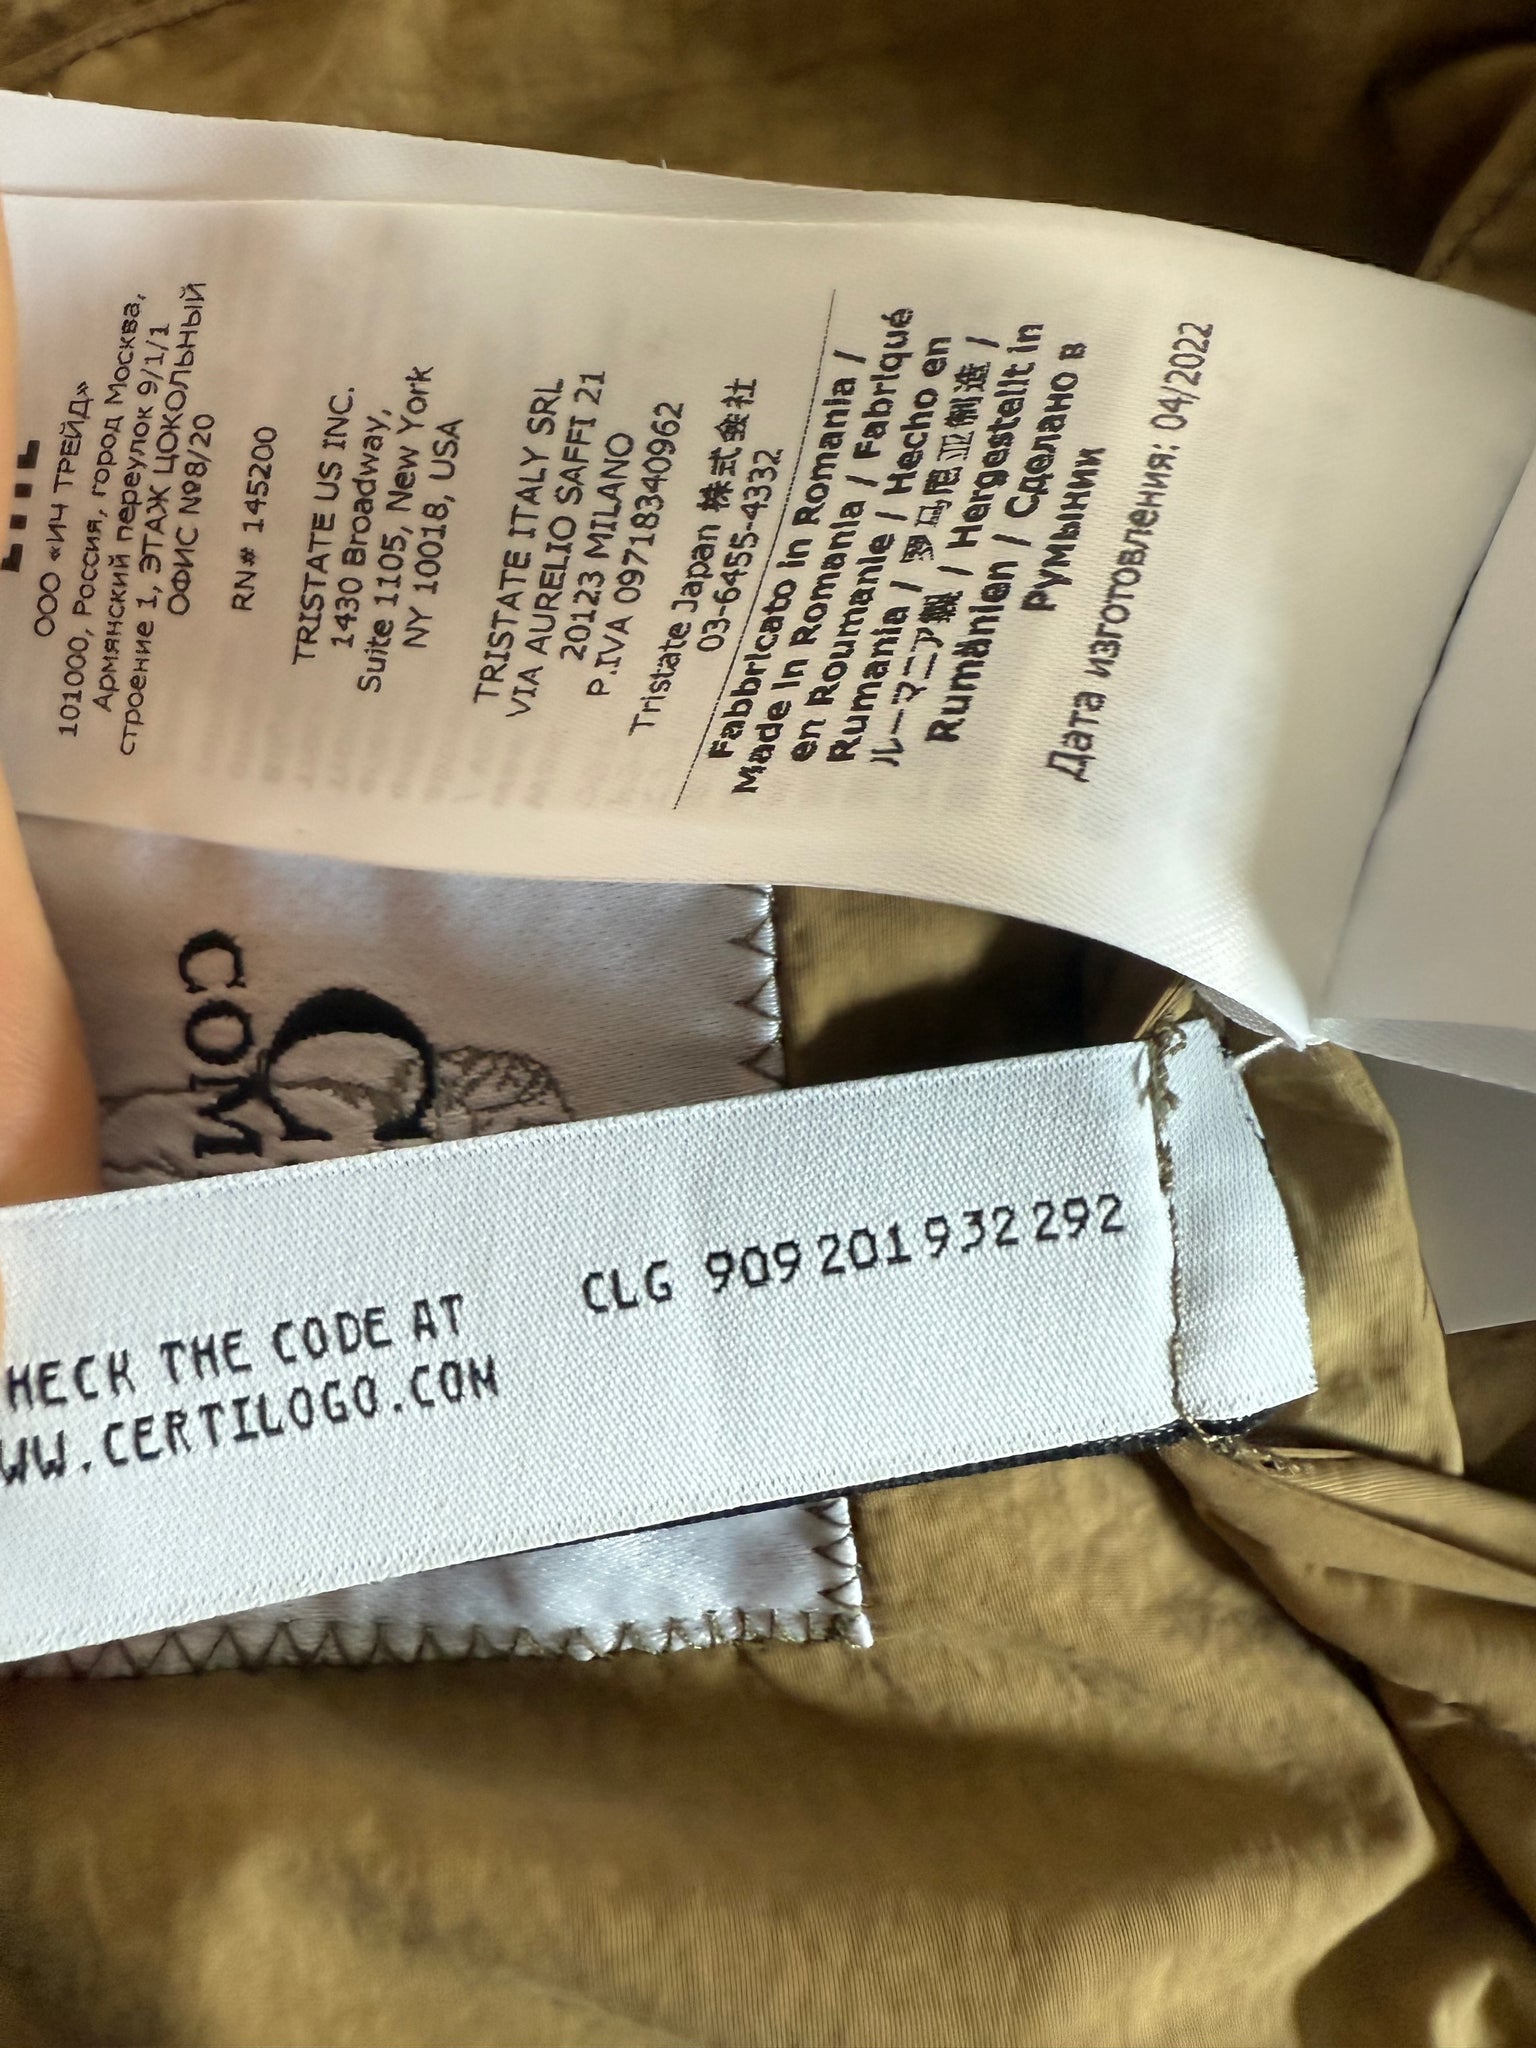 ООО «ИЧ ТРЕЙД»
101000, Россия, город Москва,
Армянский переулок 9/1/1
строение 1, ЭТАЖ ЦОКОЛЬНЫЙ
ОФИС №8/20
RN# 145200
TRISTATE US INC.
1430 Broadway,
Suite 1105, New York
NY 10018, USA
TRISTATE ITALY SRL
VIA AURELIO SAFFI 21
20123 MILANO
P.IVA 09718340962
Tristate Japan 株式会社
03-6455-4332
Fabbricato in Romania /
Made in Romania / Fabriqué
en Roumanie / Hecho en
Rumania / 罗马尼亚制造 /
ルーマニア製 / Hergestellt in
Rumänien / Сделано в
Румынии
Дата изготовления: 04/2022
C
COM
HECK THE CODE AT
WW.CERTILOGO.COM
CLG 909 201 932 292